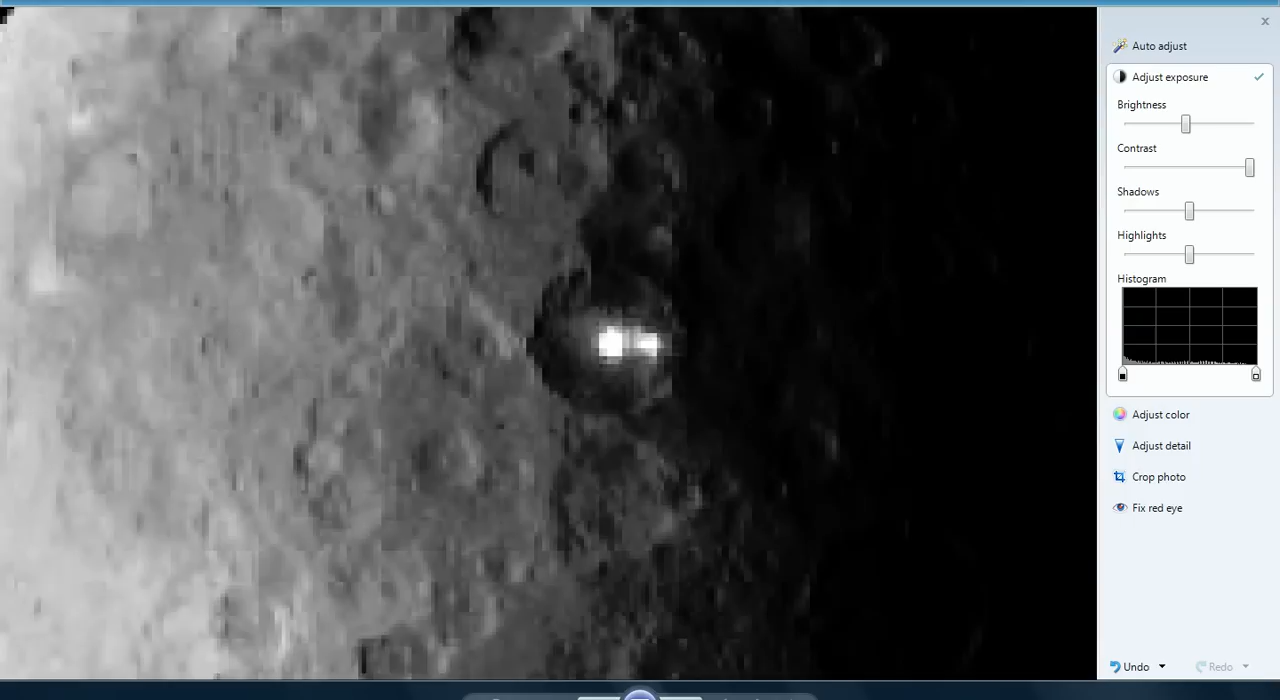 Auto adjust
Adjust exposure
Brightness
Contrast
Shadows
Highlights
Histogram
Adjust color
Adjust detail
Crop photo
Fix red eye
Undo
Redo